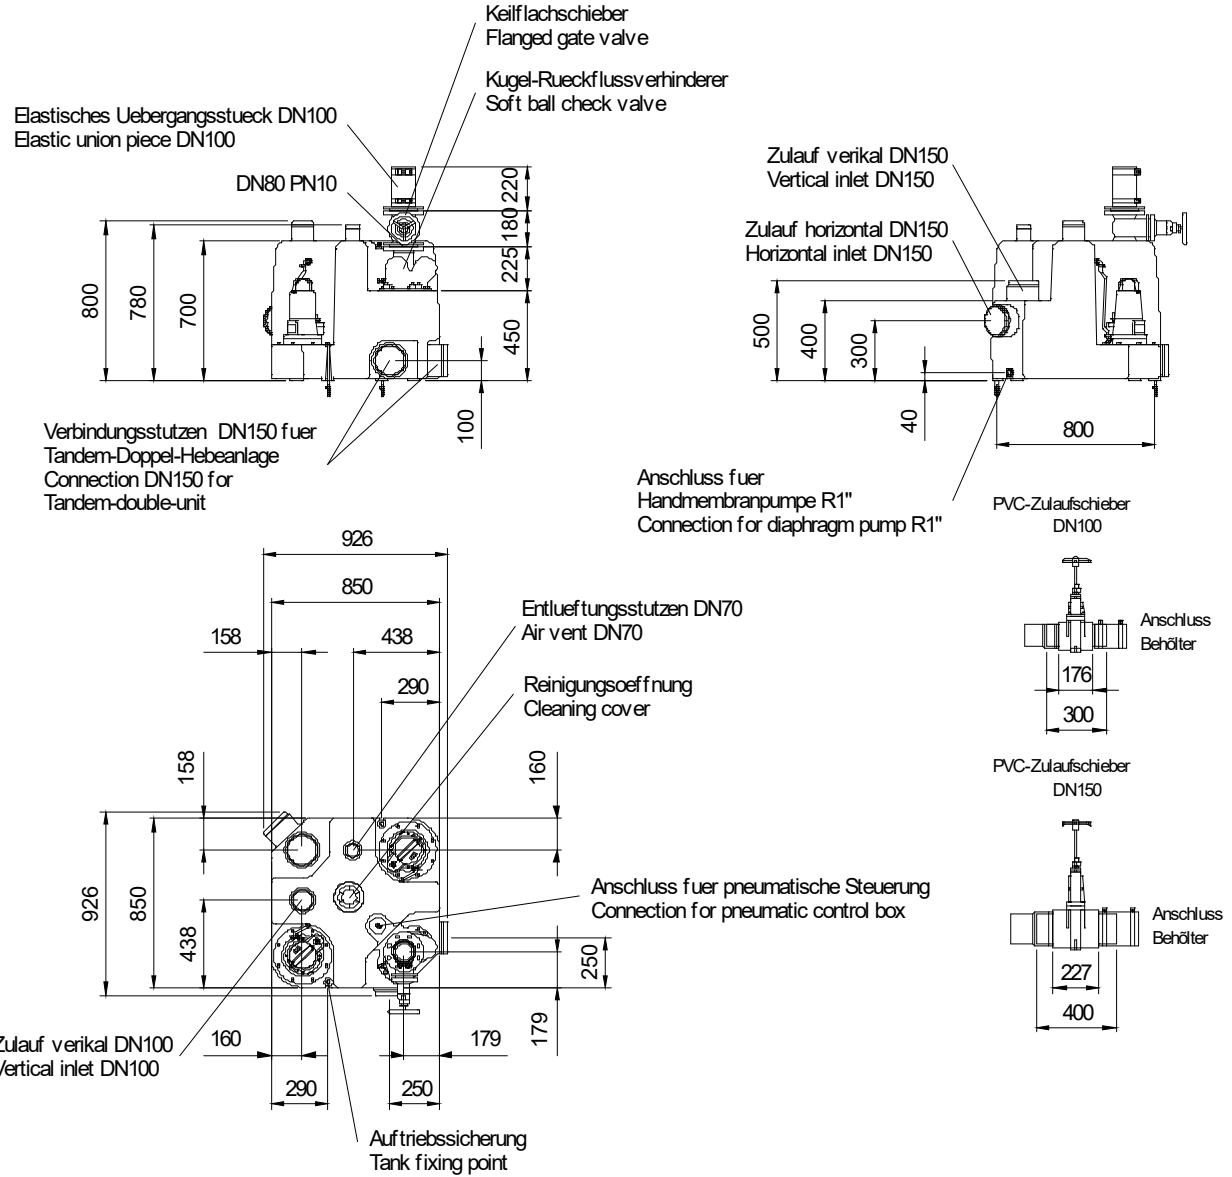 Keilflachschieber
Flanged gate valve
Kugel-Rueckflussverhinderer
Soft ball check valve
Elastisches Uebergangsstueck DN100
Elastic union piece DN100
DN80 PN10
220
180
225
450
100
800
780
700
Verbindungsstutzen DN150 fuer
Tandem-Doppel-Hebeanlage
Connection DN150 for
Tandem-double-unit
Zulauf verikal DN150
Vertical inlet DN150
Zulauf horizontal DN150
Horizontal inlet DN150
500
400
300
40
800
Anschluss fuer
Handmembranpumpe R1"
Connection for diaphragm pump R1"
PVC-Zulaufschieber
DN100
Anschluss
Behõlter
176
300
PVC-Zulaufschieber
DN150
Anschluss
Behõlter
227
400
926
850
158
438
290
Entlueftungsstutzen DN70
Air vent DN70
Reinigungsoeffnung
Cleaning cover
158
160
926
850
438
Anschluss fuer pneumatische Steuerung
Connection for pneumatic control box
250
179
Zulauf verikal DN100
Vertical inlet DN100
160
179
290
250
Auftriebssicherung
Tank fixing point